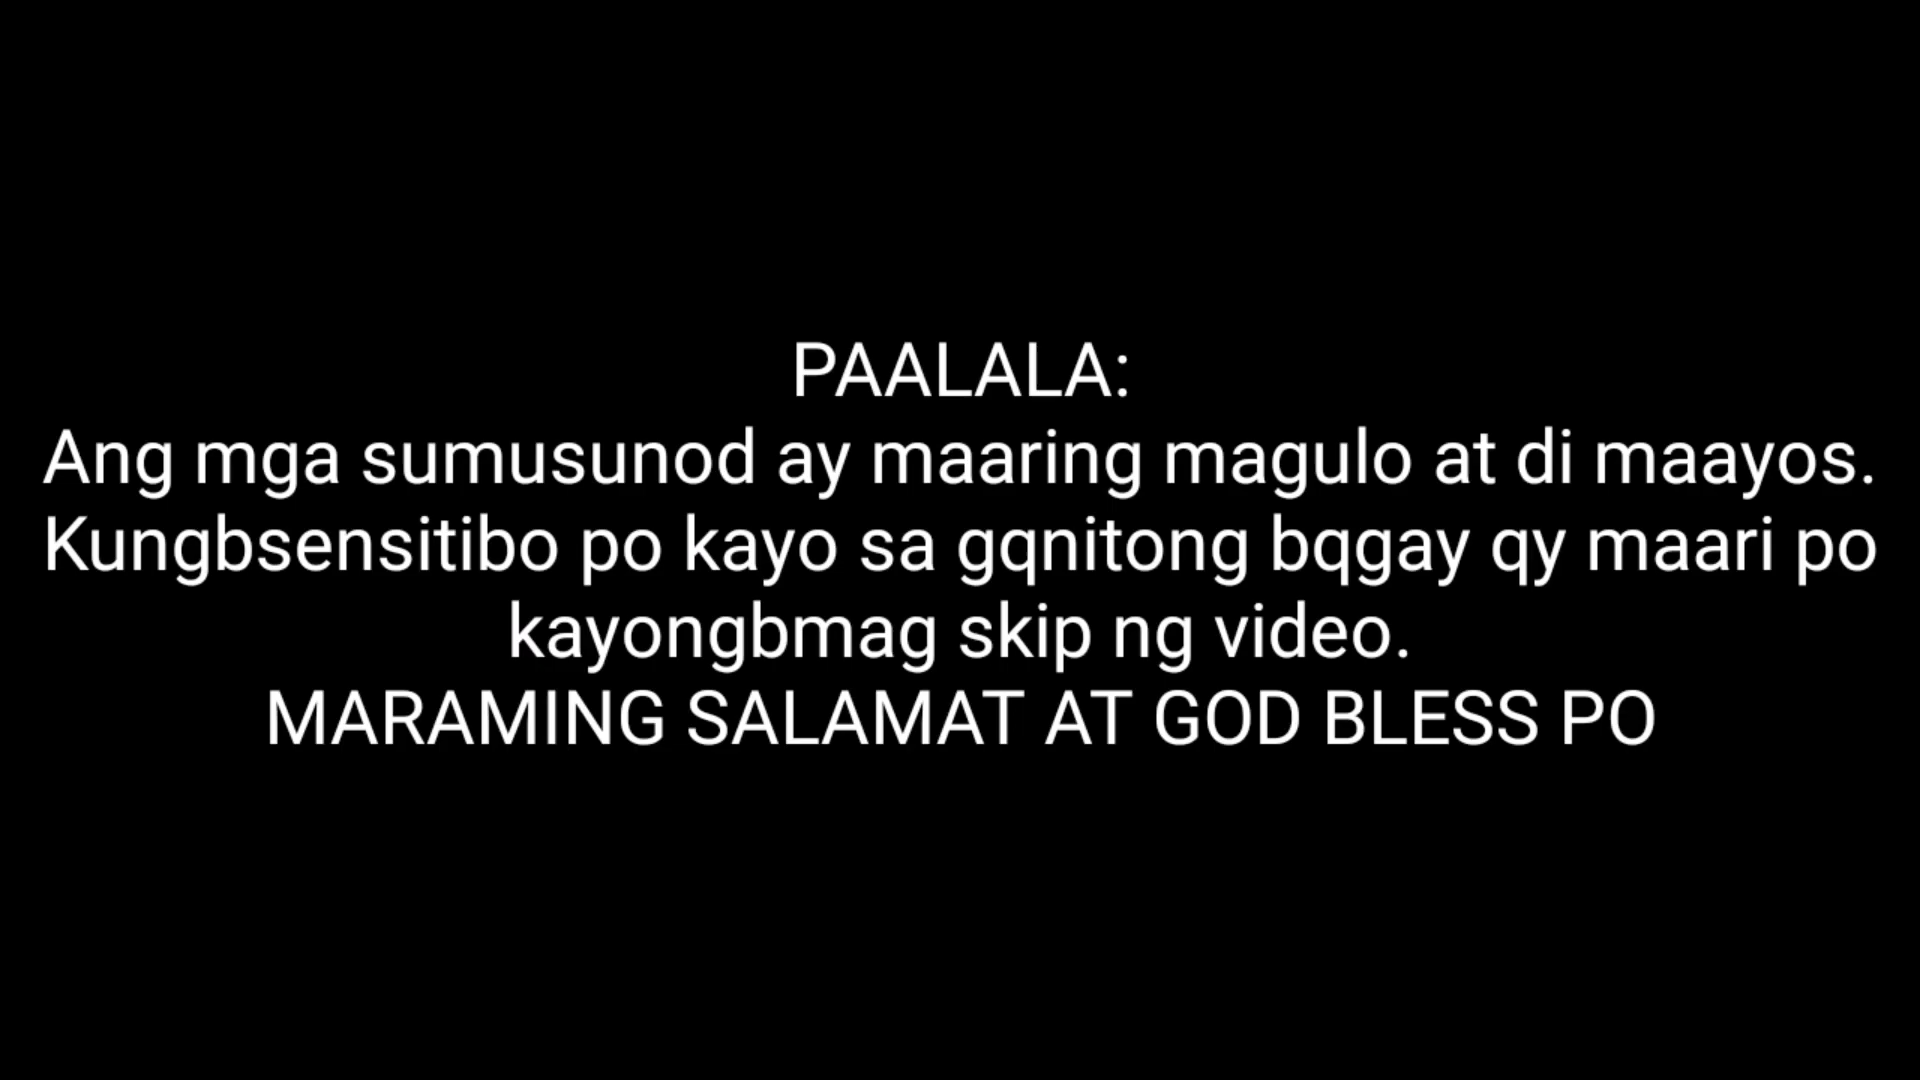 PAALALA:
Ang mga sumusunod ay maaring magulo at di maayos.
Kungbsensitibo po kayo sa gqnitong bqgay qy maari po
kayongbmag skip ng video.
MARAMING SALAMAT AT GOD BLESS PO